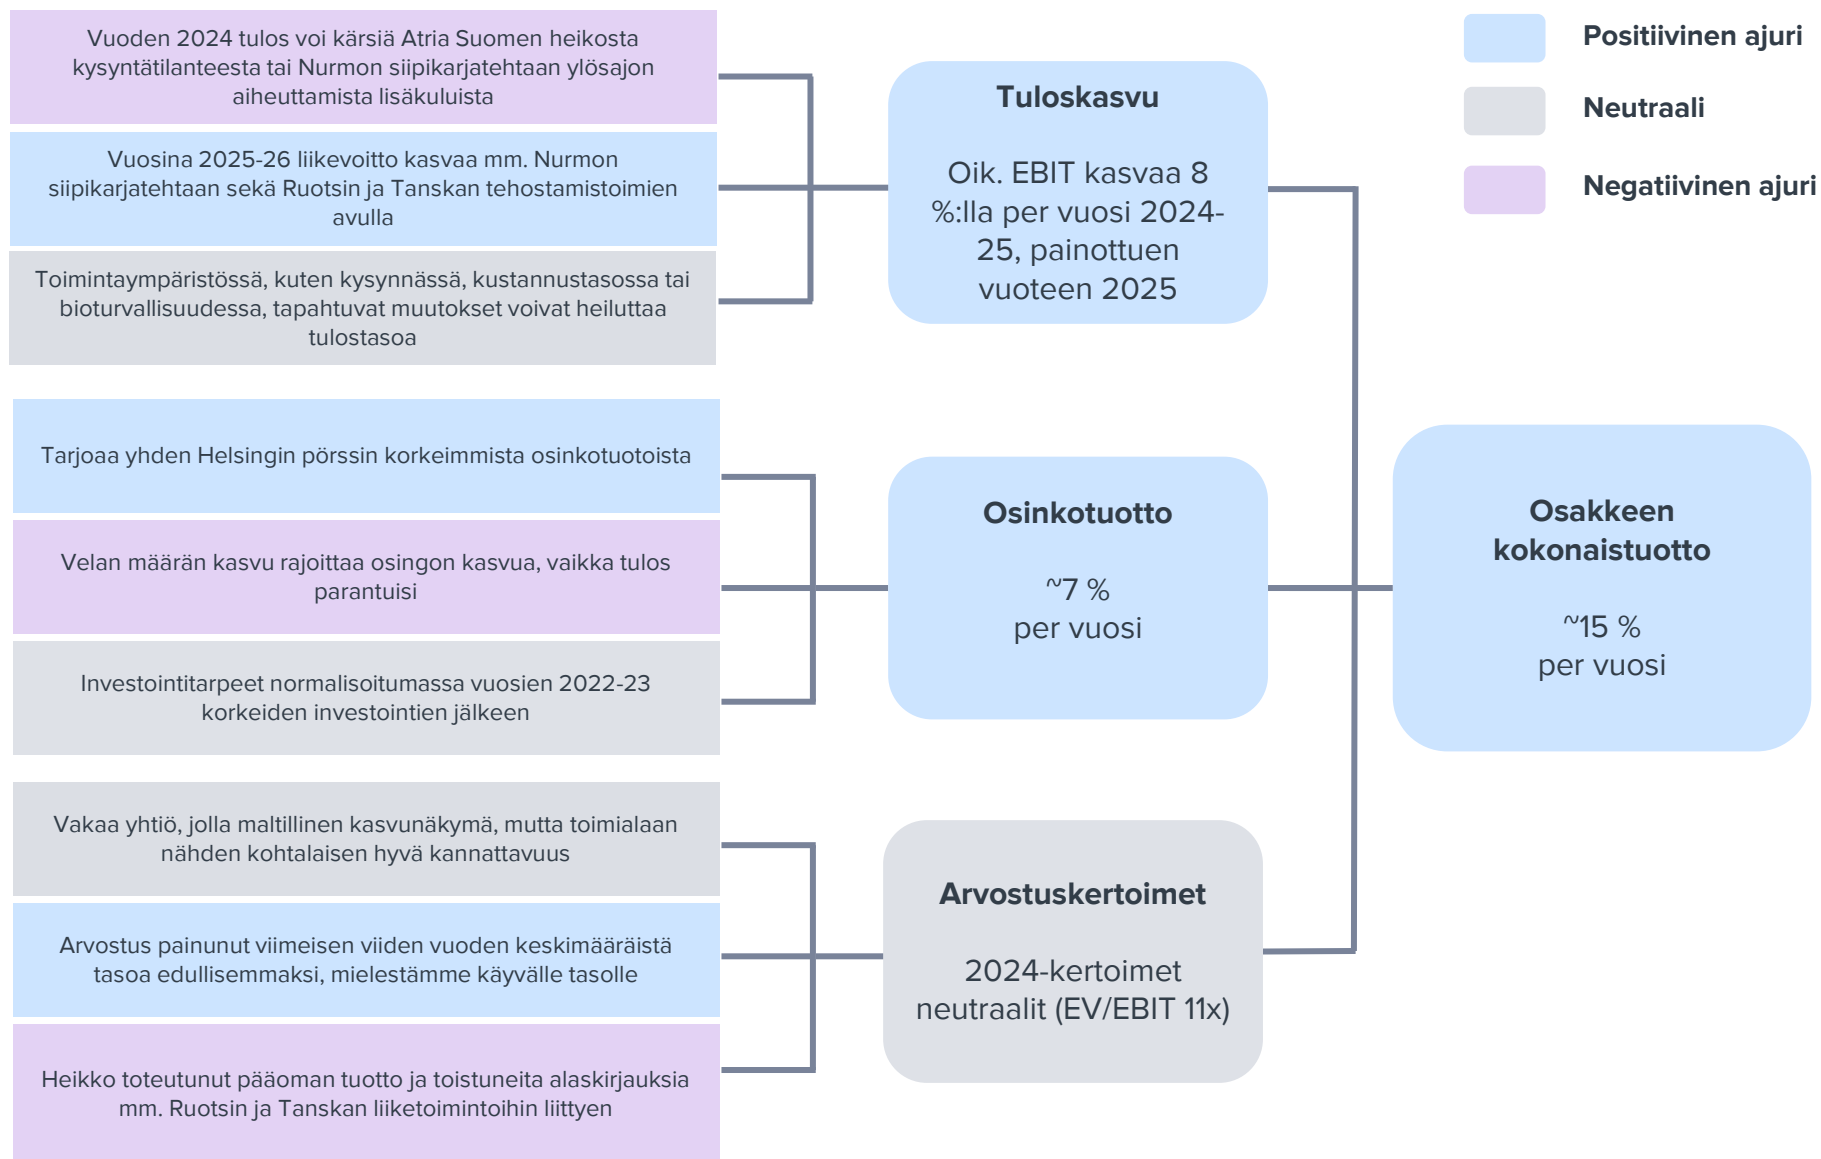 Vuoden 2024 tulos voi kärsiä Atria Suomen heikosta
kysyntätilanteesta tai Nurmon siipikarjatehtaan ylösajon
aiheuttamista lisäkuluista
Vuosina 2025-26 liikevoitto kasvaa mm. Nurmon
siipikarjatehtaan sekä Ruotsin ja Tanskan tehostamistoimien
avulla
Toimintaympäristössä, kuten kysynnässä, kustannustasossa tai
bioturvallisuudessa, tapahtuvat muutokset voivat heiluttaa
tulostasoa
Tuloskasvu
Oik. EBIT kasvaa 8
%:lla per vuosi 2024-
25, painottuen
vuoteen 2025
Positiivinen ajuri
Neutraali
Negatiivinen ajuri
Tarjoaa yhden Helsingin pörssin korkeimmista osinkotuotoista
Velan määrän kasvu rajoittaa osingon kasvua, vaikka tulos
parantuisi
Investointitarpeet normalisoitumassa vuosien 2022-23
korkeiden investointien jälkeen
Osinkotuotto
~7 %
per vuosi
Osakkeen
kokonaistuotto
~15 %
per vuosi
Vakaa yhtiö, jolla maltillinen kasvunäkymä, mutta toimialaan
nähden kohtalaisen hyvä kannattavuus
Arvostus painunut viimeisen viiden vuoden keskimääräistä
tasoa edullisemmaksi, mielestämme käyvälle tasolle
Heikko toteutunut pääoman tuotto ja toistuneita alaskirjauksia
mm. Ruotsin ja Tanskan liiketoimintoihin liittyen
Arvostuskertoimet
2024-kertoimet
neutraalit (EV/EBIT 11x)